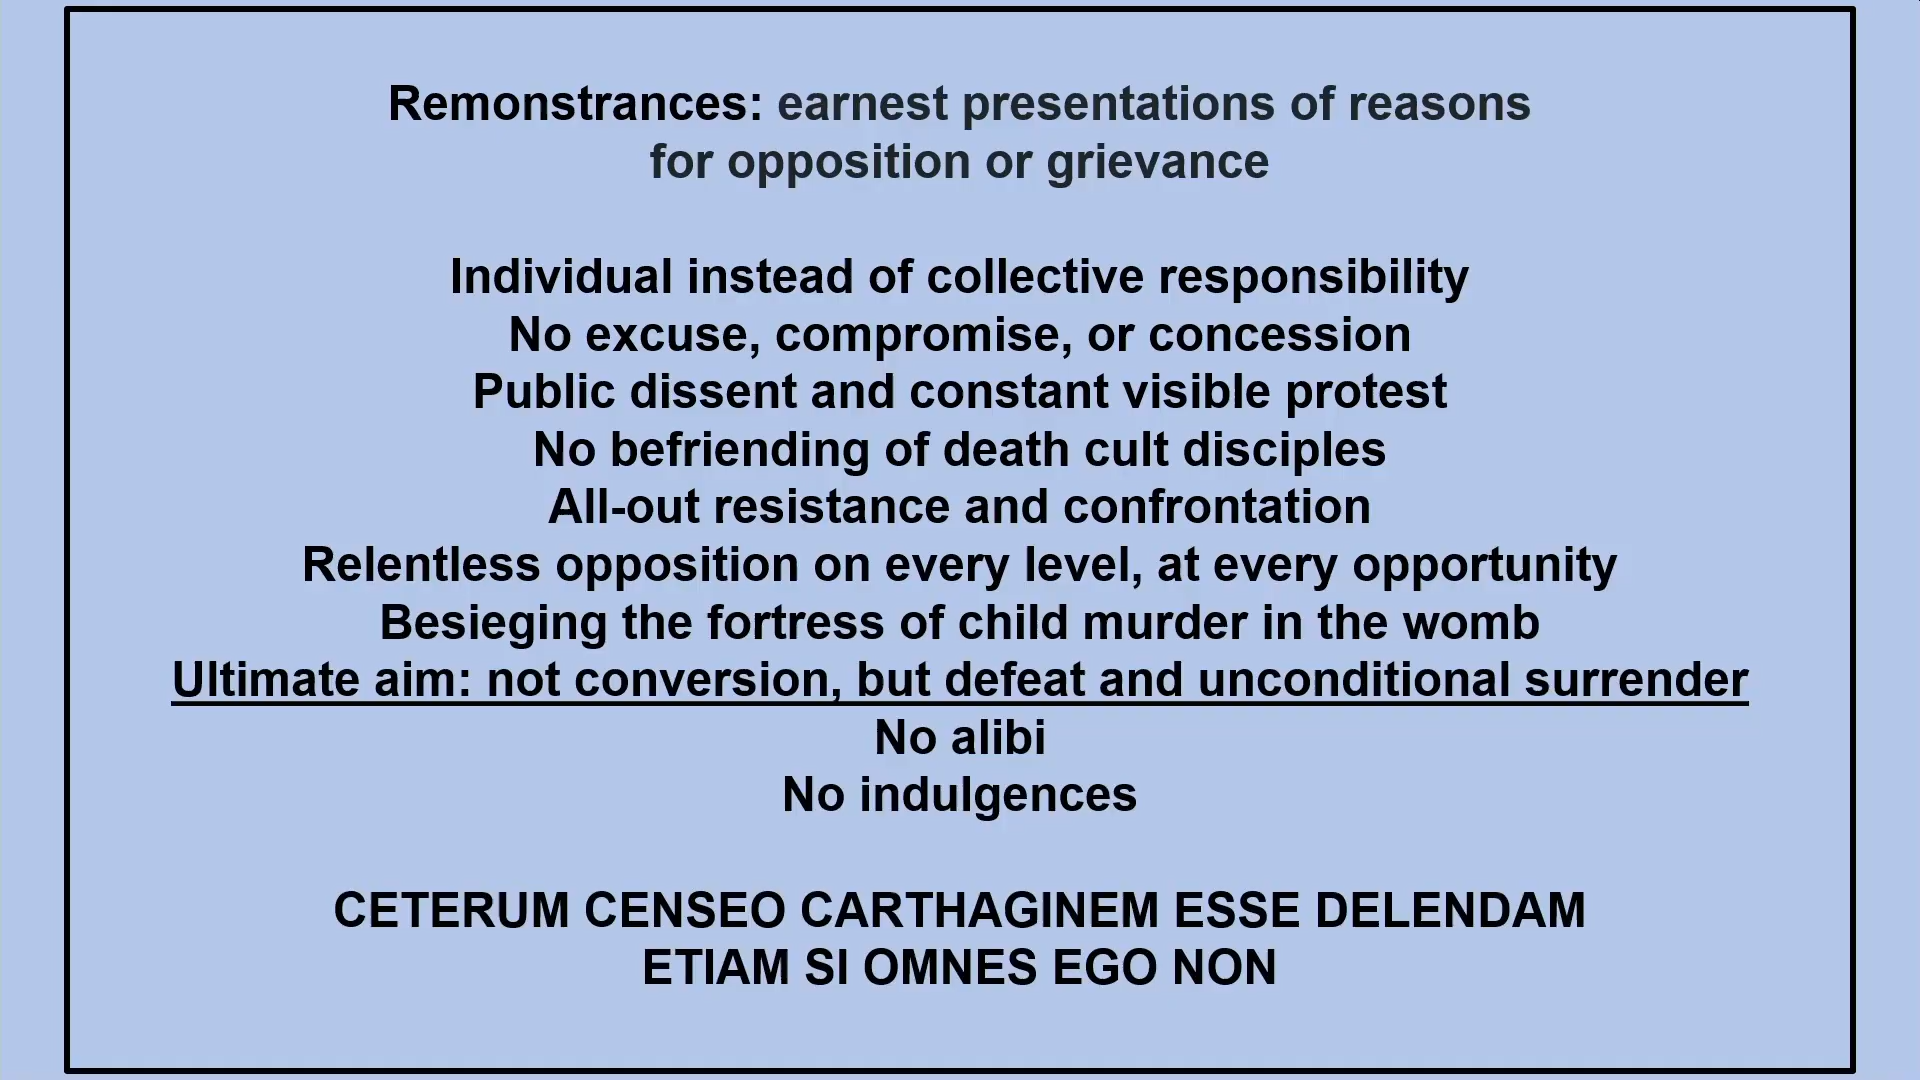 Remonstrances: earnest presentations of reasons
for opposition or grievance
Individual instead of collective responsibility
No excuse, compromise, or concession
Public dissent and constant visible protest
No befriending of death cult disciples
All-out resistance and confrontation
Relentless opposition on every level, at every opportunity
Besieging the fortress of child murder in the womb
Ultimate aim: not conversion, but defeat and unconditional surrender
No alibi
No indulgences
CETERUM CENSEO CARTHAGINEM ESSE DELENDAM
ETIAM SI OMNES EGO NON